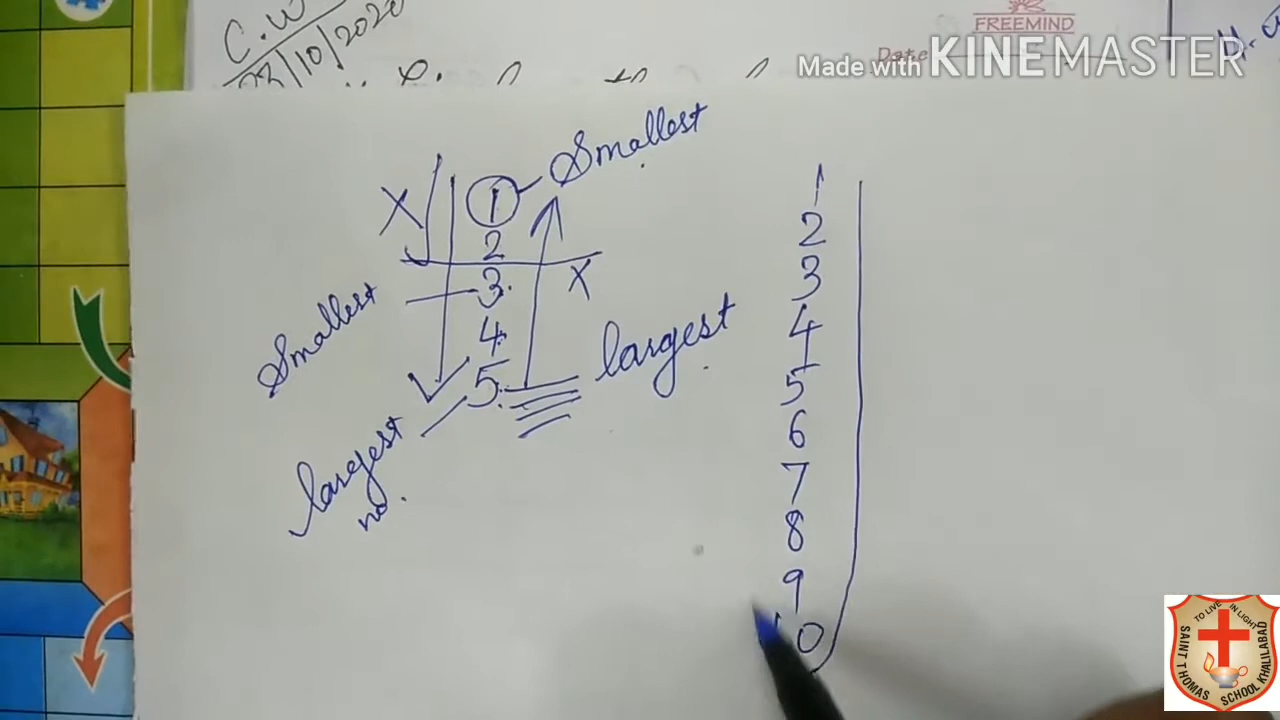 C.W
03/10/2020
FREEMIND
Date
Made with KINEMASTER
Smallest
X
1
2
3.
X
4.
5.
Smallest
largest
largest
no.
1
2
3
4
5
6
7
8
9
10
TO LIVE IN LIGHT
SAINT THOMAS SCHOOL KHALILABAD